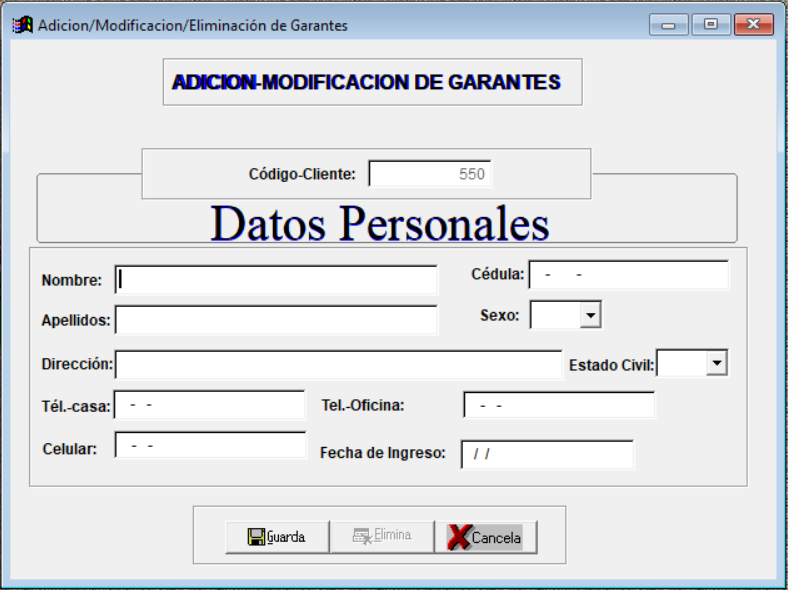 Adicion/Modificacion/Eliminación de Garantes
ADICION-MODIFICACION DE GARANTES
Código-Cliente: 550
Datos Personales
Nombre:
Cédula: - -
Apellidos:
Sexo:
Dirección:
Estado Civil:
Tél.-casa: - -
Tel.-Oficina: - -
Celular: - -
Fecha de Ingreso: / /
Guarda
Elimina
Cancela